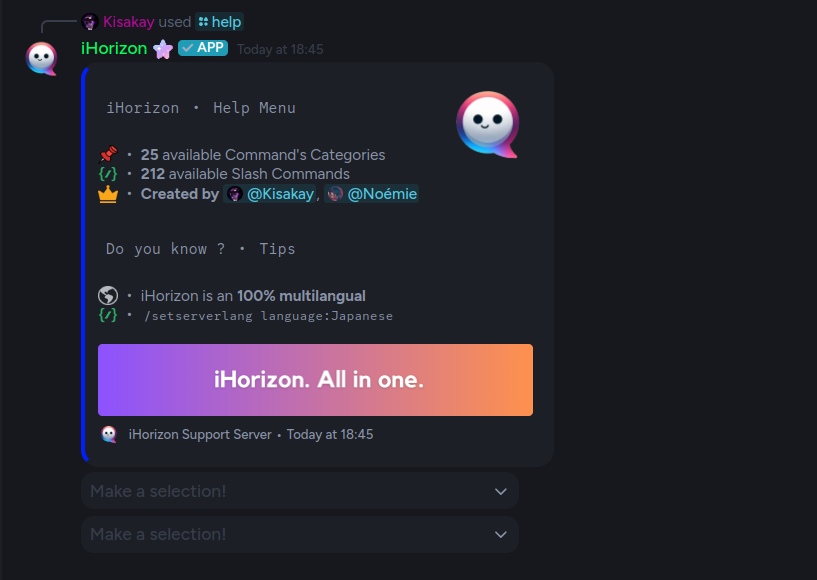 Kisakay used help
iHorizon ✓ APP Today at 18:45
iHorizon • Help Menu
• 25 available Command's Categories
{/} • 212 available Slash Commands
• Created by @Kisakay, @Noémie
Do you know ? • Tips
• iHorizon is an 100% multilangual
{/} • /setserverlang language:Japanese
iHorizon. All in one.
iHorizon Support Server • Today at 18:45
Make a selection!
Make a selection!